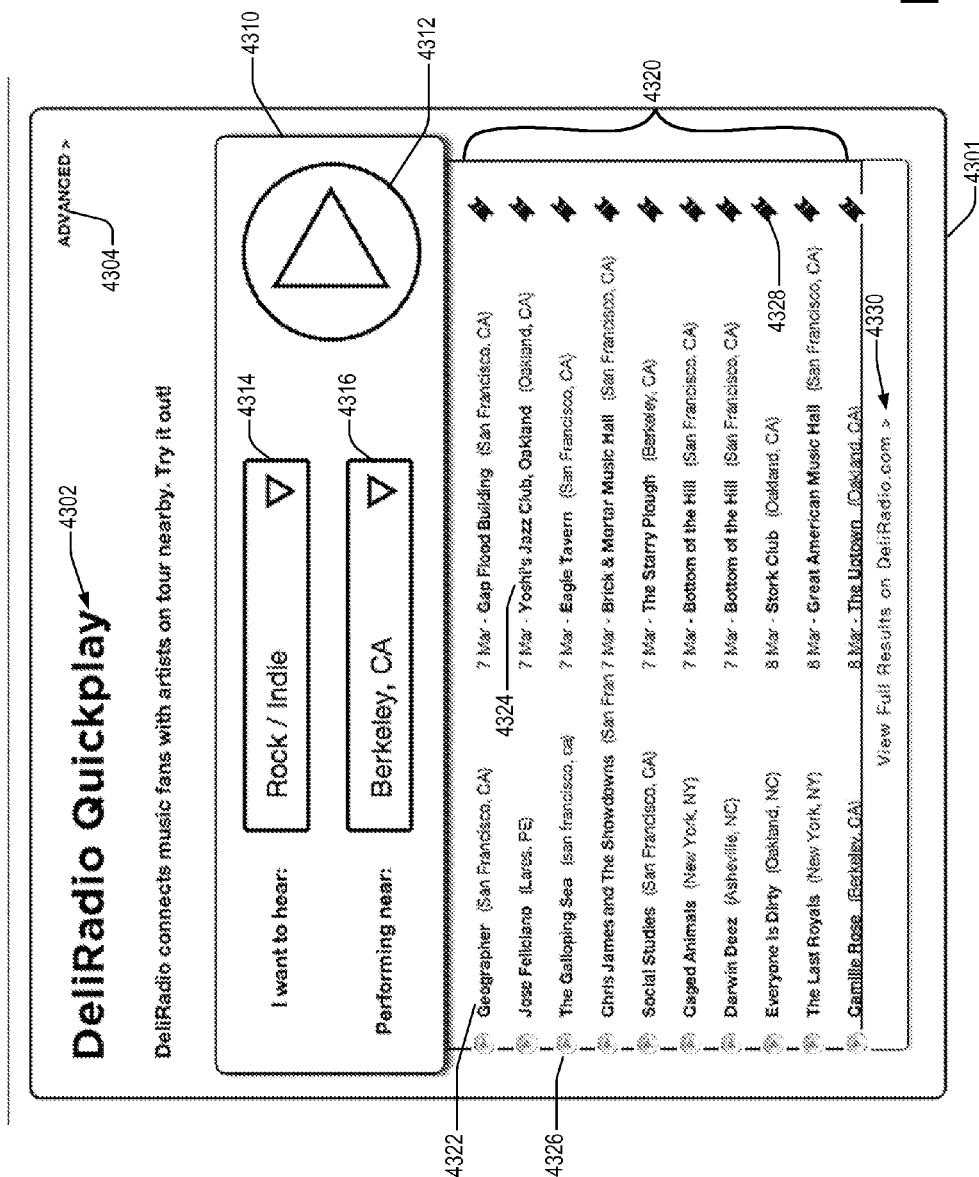 DeliRadio Quickplay
4302
ADVANCED >
4304
DeliRadio connects music fans with artists on tour nearby. Try it out!
I want to hear:
Rock / Indie
4314
4310
Performing near:
Berkeley, CA
4316
4312
4322
Geographer (San Francisco, CA) 7 Mar - Gap Flood Building (San Francisco, CA)
4324
Jose Feliciano (Lares, PE) 7 Mar - Yoshi's Jazz Club, Oakland (Oakland, CA)
4326
The Galloping Sea (san francisco, ca) 7 Mar - Eagle Tavern (San Francisco, CA)
Chris James and The Showdowns (San Fran 7 Mar - Brick & Mortar Music Hall (San Francisco, CA)
4320
Social Studies (San Francisco, CA) 7 Mar - The Starry Plough (Berkeley, CA)
Caged Animals (New York, NY) 7 Mar - Bottom of the Hill (San Francisco, CA)
Darwin Deez (Asheville, NC) 7 Mar - Bottom of the Hill (San Francisco, CA)
Everyone Is Dirty (Oakland, NC) 8 Mar - Stork Club (Oakland, CA)
4328
The Last Royals (New York, NY) 8 Mar - Great American Music Hall (San Francisco, CA)
Camille Rose (Berkeley, CA) 8 Mar - The Uptown (Oakland, CA)
View Full Results on DeliRadio.com >
4330
4301